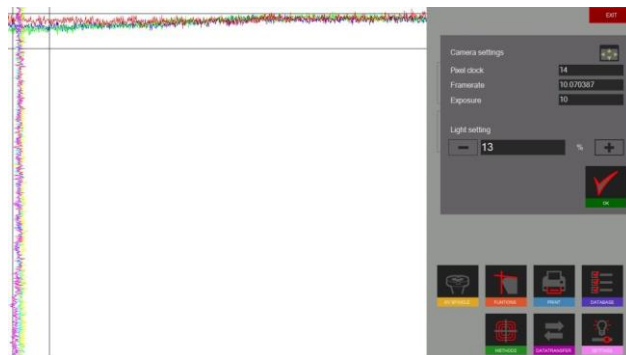 EXIT
Camera settings
Pixel clock 14
Framerate 10.070387
Exposure 10
Light setting
13 %
OK
PRINT
DATABASE
METHODS
DATATRANSFER
SETTINGS